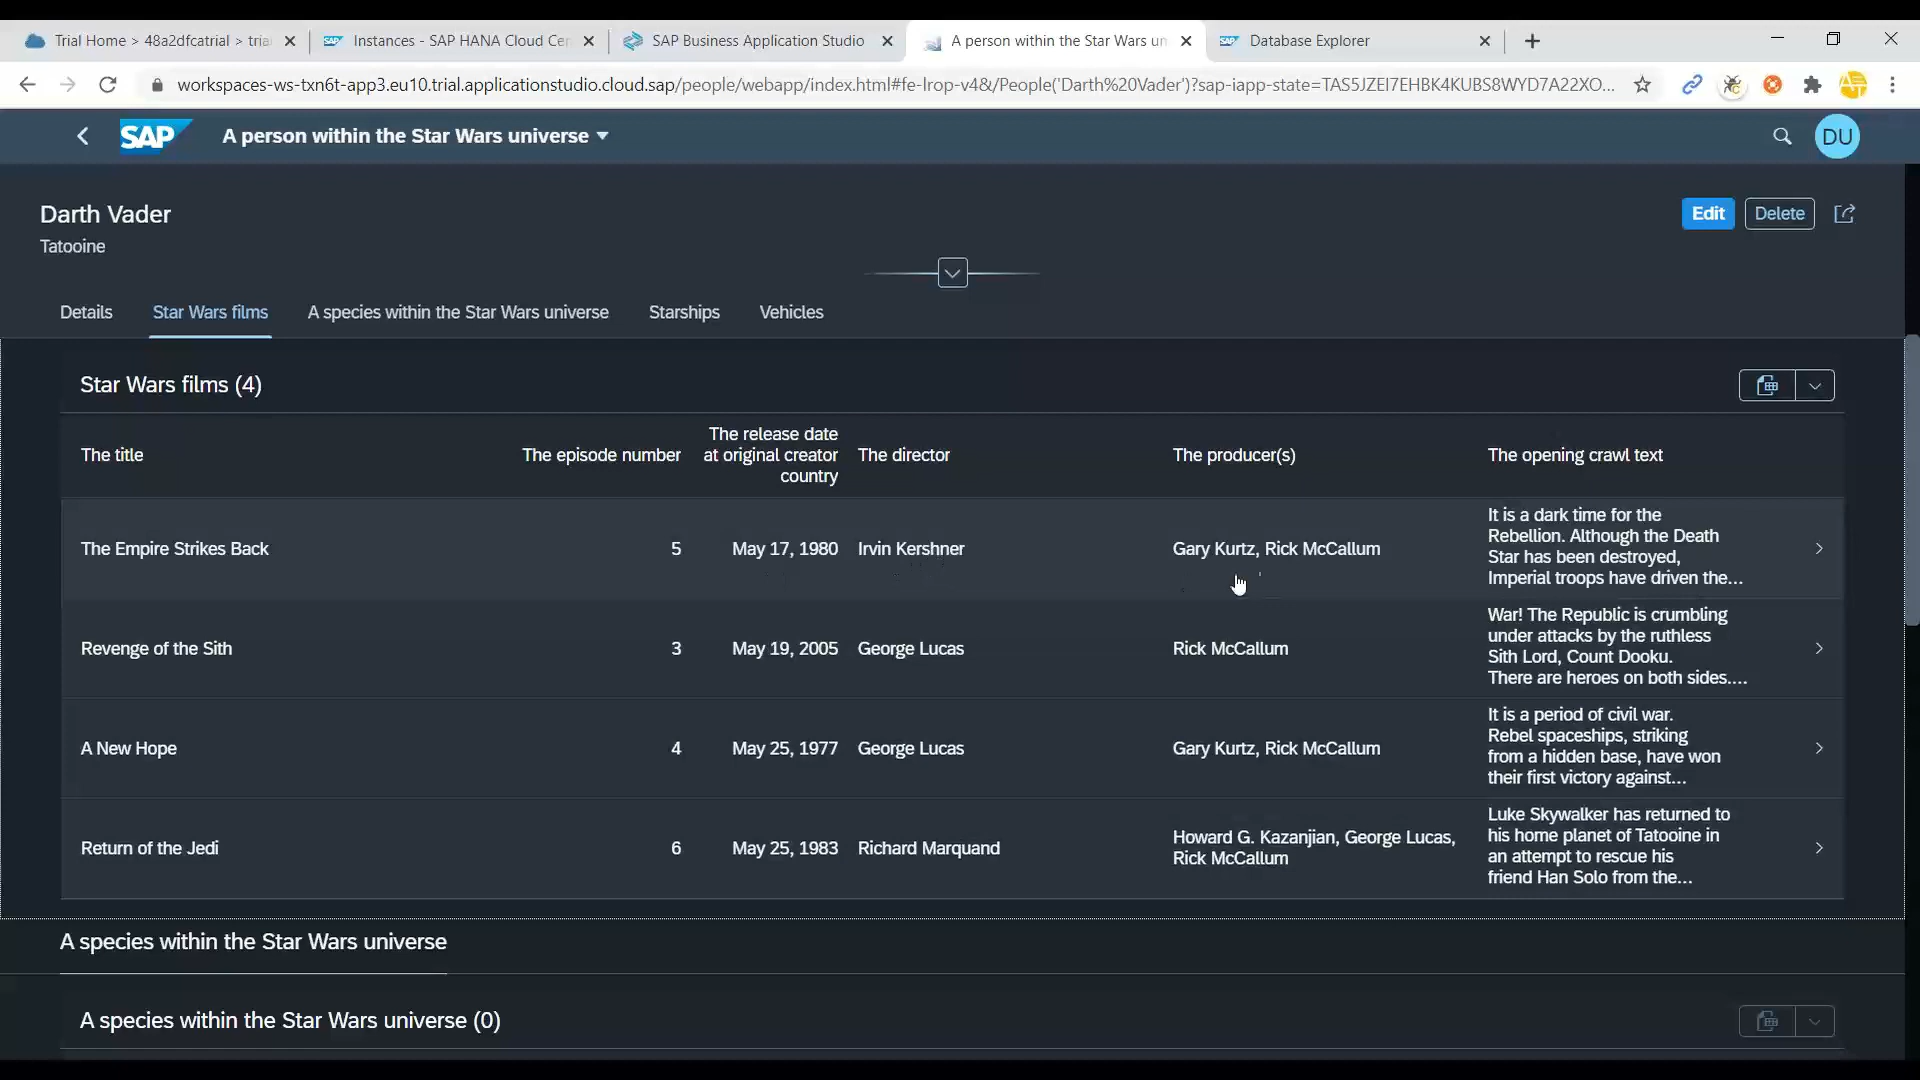 Trial Home > 48a2dfcatrial > tria
Instances - SAP HANA Cloud Cen
SAP Business Application Studio
A person within the Star Wars un
Database Explorer
workspaces-ws-txn6t-app3.eu10.trial.applicationstudio.cloud.sap/people/webapp/index.html#fe-lrop-v4&/People('Darth%20Vader')?sap-iapp-state=TAS5JZEI7EHBK4KUBS8WYD7A22XO...
SAP A person within the Star Wars universe
DU
Darth Vader
Tatooine
Edit Delete
Details Star Wars films A species within the Star Wars universe Starships Vehicles
Star Wars films (4)
The title
The episode number
The release date
at original creator
country
The director
The producer(s)
The opening crawl text
The Empire Strikes Back
5
May 17, 1980
Irvin Kershner
Gary Kurtz, Rick McCallum
It is a dark time for the
Rebellion. Although the Death
Star has been destroyed,
Imperial troops have driven the...
Revenge of the Sith
3
May 19, 2005
George Lucas
Rick McCallum
War! The Republic is crumbling
under attacks by the ruthless
Sith Lord, Count Dooku.
There are heroes on both sides....
A New Hope
4
May 25, 1977
George Lucas
Gary Kurtz, Rick McCallum
It is a period of civil war.
Rebel spaceships, striking
from a hidden base, have won
their first victory against...
Return of the Jedi
6
May 25, 1983
Richard Marquand
Howard G. Kazanjian, George Lucas,
Rick McCallum
Luke Skywalker has returned to
his home planet of Tatooine in
an attempt to rescue his
friend Han Solo from the...
A species within the Star Wars universe
A species within the Star Wars universe (0)